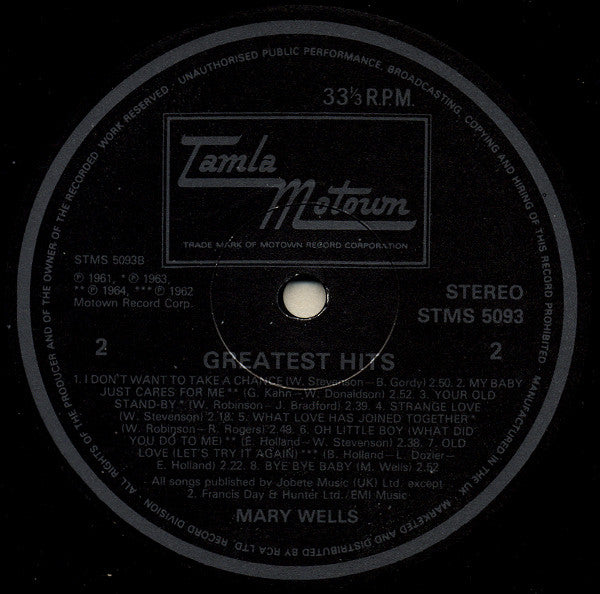 ALL RIGHTS OF THE PRODUCER AND OF THE OWNER OF THE RECORDED WORK RESERVED · UNAUTHORISED PUBLIC PERFORMANCE, BROADCASTING, COPYING AND HIRING OF THIS RECORD PROHIBITED · MANUFACTURED IN THE UK · MARKETED AND DISTRIBUTED BY RCA LTD. RECORD DIVISION ·
33⅓ R.P.M.
Tamla
Motown
TRADE MARK OF MOTOWN RECORD CORPORATION
STMS 5093B
℗ 1961, *℗ 1963,
**℗ 1964, ***℗ 1962
Motown Record Corp.
STEREO
STMS 5093
2
2
GREATEST HITS
1. I DON'T WANT TO TAKE A CHANCE (W. Stevenson – B. Gordy) 2.50. 2. MY BABY
JUST CARES FOR ME ** (G. Kahn – W. Donaldson) 2.52. 3. YOUR OLD
STAND-BY * (W. Robinson – J. Bradford) 2.39. 4. STRANGE LOVE
(W. Stevenson) 2.18. 5. WHAT LOVE HAS JOINED TOGETHER *
(W. Robinson – R. Rogers) 2.48. 6. OH LITTLE BOY (WHAT DID
YOU DO TO ME) ** (E. Holland – W. Stevenson) 2.38. 7. OLD
LOVE (LET'S TRY IT AGAIN) *** (B. Holland – L. Dozier –
E. Holland) 2.22. 8. BYE BYE BABY (M. Wells) 2.52
All songs published by Jobete Music (UK) Ltd. except
2. Francis Day & Hunter Ltd./EMI Music
MARY WELLS